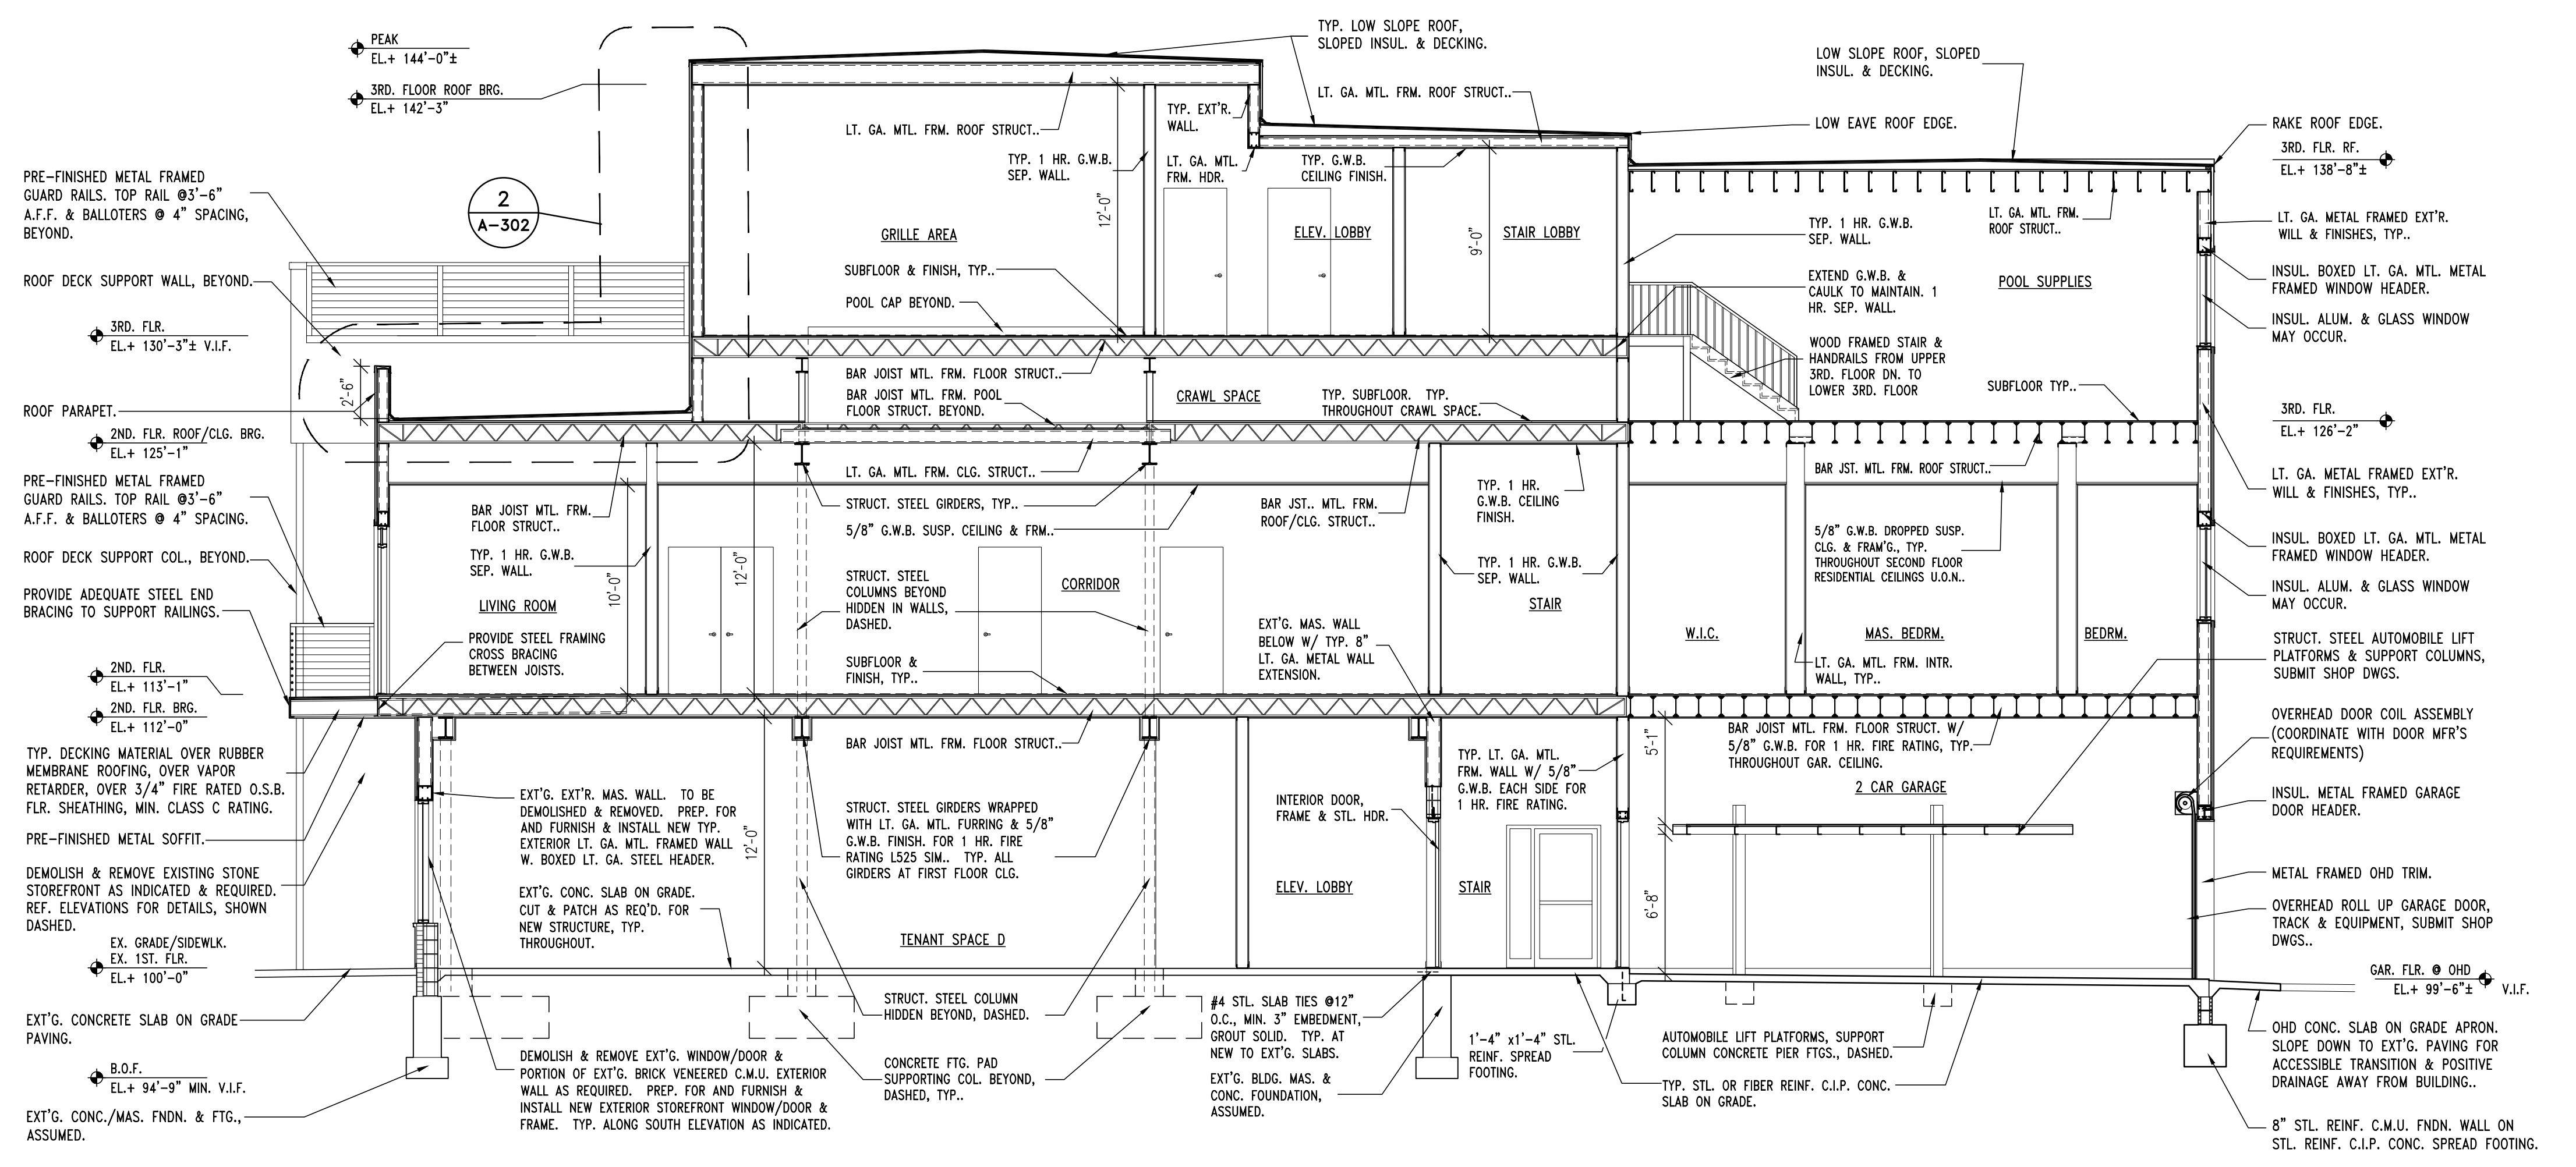 PEAK
EL.+ 144'-0"±
3RD. FLOOR ROOF BRG.
EL.+ 142'-3"
2
A-302
PRE-FINISHED METAL FRAMED
GUARD RAILS. TOP RAIL @3'-6"
A.F.F. & BALLOTERS @ 4" SPACING,
BEYOND.
ROOF DECK SUPPORT WALL, BEYOND.
3RD. FLR.
EL.+ 130'-3"± V.I.F.
2'-6"
ROOF PARAPET.
2ND. FLR. ROOF/CLG. BRG.
EL.+ 125'-1"
PRE-FINISHED METAL FRAMED
GUARD RAILS. TOP RAIL @3'-6"
A.F.F. & BALLOTERS @ 4" SPACING.
ROOF DECK SUPPORT COL., BEYOND.
PROVIDE ADEQUATE STEEL END
BRACING TO SUPPORT RAILINGS.
2ND. FLR.
EL.+ 113'-1"
2ND. FLR. BRG.
EL.+ 112'-0"
TYP. DECKING MATERIAL OVER RUBBER
MEMBRANE ROOFING, OVER VAPOR
RETARDER, OVER 3/4" FIRE RATED O.S.B.
FLR. SHEATHING, MIN. CLASS C RATING.
PRE-FINISHED METAL SOFFIT.
DEMOLISH & REMOVE EXISTING STONE
STOREFRONT AS INDICATED & REQUIRED.
REF. ELEVATIONS FOR DETAILS, SHOWN
DASHED.
EX. GRADE/SIDEWLK.
EX. 1ST. FLR.
EL.+ 100'-0"
EXT'G. CONCRETE SLAB ON GRADE
PAVING.
B.O.F.
EL.+ 94'-9" MIN. V.I.F.
EXT'G. CONC./MAS. FNDN. & FTG.,
ASSUMED.
TYP. LOW SLOPE ROOF,
SLOPED INSUL. & DECKING.
LT. GA. MTL. FRM. ROOF STRUCT..
LT. GA. MTL. FRM. ROOF STRUCT..
TYP. EXT'R.
WALL.
TYP. 1 HR. G.W.B.
SEP. WALL.
LT. GA. MTL.
FRM. HDR.
TYP. G.W.B.
CEILING FINISH.
12'-0"
9'-0"
GRILLE AREA
ELEV. LOBBY
STAIR LOBBY
SUBFLOOR & FINISH, TYP..
POOL CAP BEYOND.
BAR JOIST MTL. FRM. FLOOR STRUCT..
BAR JOIST MTL. FRM. POOL
FLOOR STRUCT. BEYOND.
CRAWL SPACE
TYP. SUBFLOOR. TYP.
THROUGHOUT CRAWL SPACE.
LT. GA. MTL. FRM. CLG. STRUCT..
STRUCT. STEEL GIRDERS, TYP..
5/8" G.W.B. SUSP. CEILING & FRM..
BAR JOIST MTL. FRM.
FLOOR STRUCT..
TYP. 1 HR. G.W.B.
SEP. WALL.
10'-0"
12'-0"
LIVING ROOM
PROVIDE STEEL FRAMING
CROSS BRACING
BETWEEN JOISTS.
STRUCT. STEEL
COLUMNS BEYOND
HIDDEN IN WALLS,
DASHED.
CORRIDOR
SUBFLOOR &
FINISH, TYP..
BAR JST.. MTL. FRM.
ROOF/CLG. STRUCT..
TYP. 1 HR.
G.W.B. CEILING
FINISH.
TYP. 1 HR. G.W.B.
SEP. WALL.
STAIR
EXT'G. MAS. WALL
BELOW W/ TYP. 8"
LT. GA. METAL WALL
EXTENSION.
BAR JOIST MTL. FRM. FLOOR STRUCT..
EXT'G. EXT'R. MAS. WALL. TO BE
DEMOLISHED & REMOVED. PREP. FOR
AND FURNISH & INSTALL NEW TYP.
EXTERIOR LT. GA. MTL. FRAMED WALL
W. BOXED LT. GA. STEEL HEADER.
12'-0"
EXT'G. CONC. SLAB ON GRADE.
CUT & PATCH AS REQ'D. FOR
NEW STRUCTURE, TYP.
THROUGHOUT.
STRUCT. STEEL GIRDERS WRAPPED
WITH LT. GA. MTL. FURRING & 5/8"
G.W.B. FINISH. FOR 1 HR. FIRE
RATING L525 SIM.. TYP. ALL
GIRDERS AT FIRST FLOOR CLG.
TENANT SPACE D
INTERIOR DOOR,
FRAME & STL. HDR.
ELEV. LOBBY
TYP. LT. GA. MTL.
FRM. WALL W/ 5/8"
G.W.B. EACH SIDE FOR
1 HR. FIRE RATING.
STAIR
STRUCT. STEEL COLUMN
HIDDEN BEYOND, DASHED.
DEMOLISH & REMOVE EXT'G. WINDOW/DOOR &
PORTION OF EXT'G. BRICK VENEERED C.M.U. EXTERIOR
WALL AS REQUIRED. PREP. FOR AND FURNISH &
INSTALL NEW EXTERIOR STOREFRONT WINDOW/DOOR &
FRAME. TYP. ALONG SOUTH ELEVATION AS INDICATED.
CONCRETE FTG. PAD
SUPPORTING COL. BEYOND,
DASHED, TYP..
#4 STL. SLAB TIES @12"
O.C., MIN. 3" EMBEDMENT,
GROUT SOLID. TYP. AT
NEW TO EXT'G. SLABS.
EXT'G. BLDG. MAS. &
CONC. FOUNDATION,
ASSUMED.
1'-4" x1'-4" STL.
REINF. SPREAD
FOOTING.
LOW SLOPE ROOF, SLOPED
INSUL. & DECKING.
LOW EAVE ROOF EDGE.
RAKE ROOF EDGE.
3RD. FLR. RF.
EL.+ 138'-8"±
TYP. 1 HR. G.W.B.
SEP. WALL.
LT. GA. MTL. FRM.
ROOF STRUCT..
EXTEND G.W.B. &
CAULK TO MAINTAIN. 1
HR. SEP. WALL.
POOL SUPPLIES
WOOD FRAMED STAIR &
HANDRAILS FROM UPPER
3RD. FLOOR DN. TO
LOWER 3RD. FLOOR
SUBFLOOR TYP..
LT. GA. METAL FRAMED EXT'R.
WILL & FINISHES, TYP..
INSUL. BOXED LT. GA. MTL. METAL
FRAMED WINDOW HEADER.
INSUL. ALUM. & GLASS WINDOW
MAY OCCUR.
3RD. FLR.
EL.+ 126'-2"
BAR JST. MTL. FRM. ROOF STRUCT..
LT. GA. METAL FRAMED EXT'R.
WILL & FINISHES, TYP..
5/8" G.W.B. DROPPED SUSP.
CLG. & FRAM'G., TYP.
THROUGHOUT SECOND FLOOR
RESIDENTIAL CEILINGS U.O.N..
INSUL. BOXED LT. GA. MTL. METAL
FRAMED WINDOW HEADER.
INSUL. ALUM. & GLASS WINDOW
MAY OCCUR.
W.I.C.
MAS. BEDRM.
BEDRM.
LT. GA. MTL. FRM. INTR.
WALL, TYP..
STRUCT. STEEL AUTOMOBILE LIFT
PLATFORMS & SUPPORT COLUMNS,
SUBMIT SHOP DWGS.
5'-1"
BAR JOIST MTL. FRM. FLOOR STRUCT. W/
5/8" G.W.B. FOR 1 HR. FIRE RATING, TYP.
THROUGHOUT GAR. CEILING.
2 CAR GARAGE
OVERHEAD DOOR COIL ASSEMBLY
(COORDINATE WITH DOOR MFR'S
REQUIREMENTS)
INSUL. METAL FRAMED GARAGE
DOOR HEADER.
6'-8"
METAL FRAMED OHD TRIM.
OVERHEAD ROLL UP GARAGE DOOR,
TRACK & EQUIPMENT, SUBMIT SHOP
DWGS..
GAR. FLR. @ OHD
EL.+ 99'-6"± V.I.F.
AUTOMOBILE LIFT PLATFORMS, SUPPORT
COLUMN CONCRETE PIER FTGS., DASHED.
TYP. STL. OR FIBER REINF. C.I.P. CONC.
SLAB ON GRADE.
OHD CONC. SLAB ON GRADE APRON.
SLOPE DOWN TO EXT'G. PAVING FOR
ACCESSIBLE TRANSITION & POSITIVE
DRAINAGE AWAY FROM BUILDING..
8" STL. REINF. C.M.U. FNDN. WALL ON
STL. REINF. C.I.P. CONC. SPREAD FOOTING.